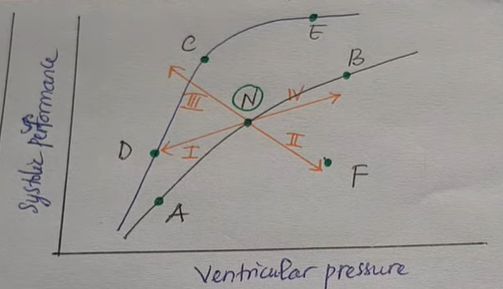 E
C
B
N
IV
III
Systolic performance
II
D
I
F
A
Ventricular pressure